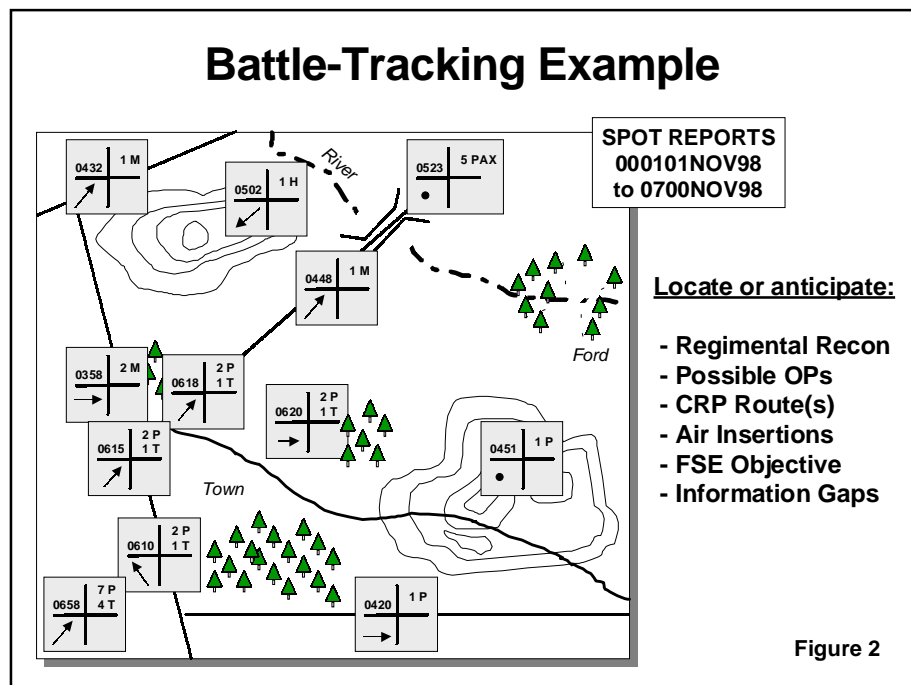 Battle-Tracking Example
SPOT REPORTS
000101NOV98
to 0700NOV98
0432 1 M
0502 1 H
River
0523 5 PAX
0448 1 M
Ford
0358 2 M
0618 2 P
1 T
0620 2 P
1 T
0615 2 P
1 T
0451 1 P
Town
0610 2 P
1 T
0658 7 P
4 T
0420 1 P
Locate or anticipate:
- Regimental Recon
- Possible OPs
- CRP Route(s)
- Air Insertions
- FSE Objective
- Information Gaps
Figure 2